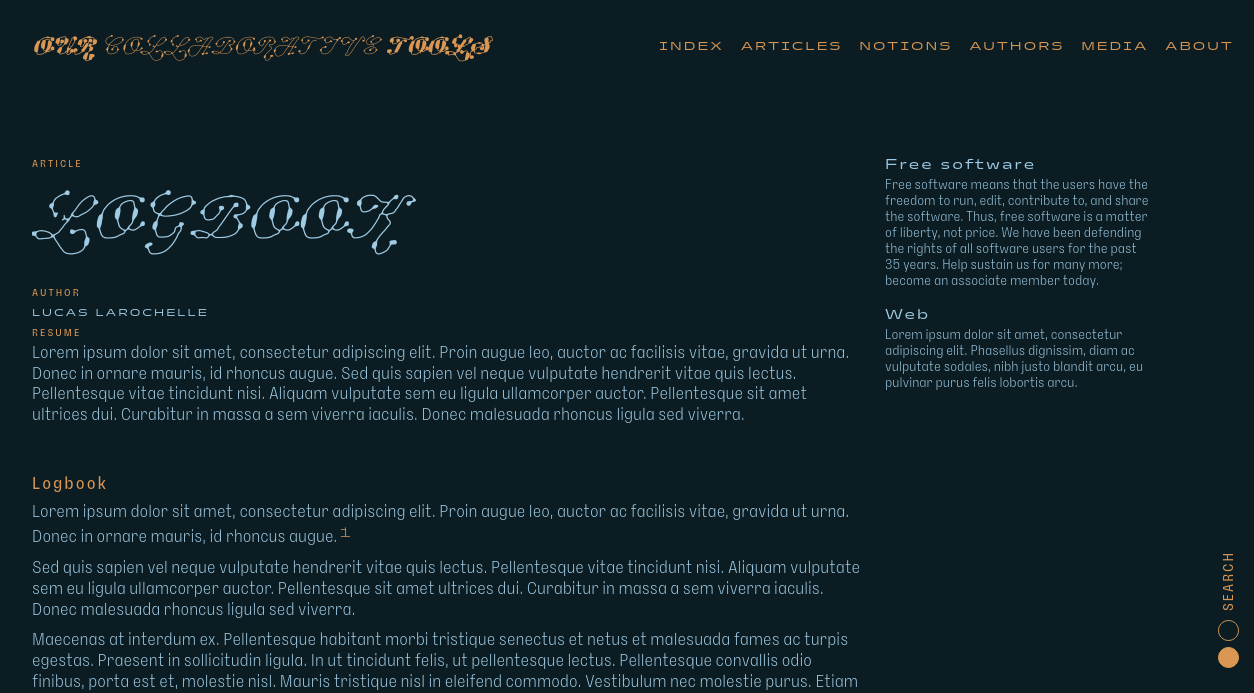 OUR COLLABORATIVE TOOLS
INDEX ARTICLES NOTIONS AUTHORS MEDIA ABOUT
ARTICLE
LOGBOOK
AUTHOR
LUCAS LAROCHELLE
RESUME
Lorem ipsum dolor sit amet, consectetur adipiscing elit. Proin augue leo, auctor ac facilisis vitae, gravida ut urna.
Donec in ornare mauris, id rhoncus augue. Sed quis sapien vel neque vulputate hendrerit vitae quis lectus.
Pellentesque vitae tincidunt nisi. Aliquam vulputate sem eu ligula ullamcorper auctor. Pellentesque sit amet
ultrices dui. Curabitur in massa a sem viverra iaculis. Donec malesuada rhoncus ligula sed viverra.
Logbook
Lorem ipsum dolor sit amet, consectetur adipiscing elit. Proin augue leo, auctor ac facilisis vitae, gravida ut urna.
Donec in ornare mauris, id rhoncus augue. 1
Sed quis sapien vel neque vulputate hendrerit vitae quis lectus. Pellentesque vitae tincidunt nisi. Aliquam vulputate
sem eu ligula ullamcorper auctor. Pellentesque sit amet ultrices dui. Curabitur in massa a sem viverra iaculis.
Donec malesuada rhoncus ligula sed viverra.
Maecenas at interdum ex. Pellentesque habitant morbi tristique senectus et netus et malesuada fames ac turpis
egestas. Praesent in sollicitudin ligula. In ut tincidunt felis, ut pellentesque lectus. Pellentesque convallis odio
finibus, porta est et, molestie nisl. Mauris tristique nisl in eleifend commodo. Vestibulum nec molestie purus. Etiam
Free software
Free software means that the users have the
freedom to run, edit, contribute to, and share
the software. Thus, free software is a matter
of liberty, not price. We have been defending
the rights of all software users for the past
35 years. Help sustain us for many more;
become an associate member today.
Web
Lorem ipsum dolor sit amet, consectetur
adipiscing elit. Phasellus dignissim, diam ac
vulputate sodales, nibh justo blandit arcu, eu
pulvinar purus felis lobortis arcu.
SEARCH